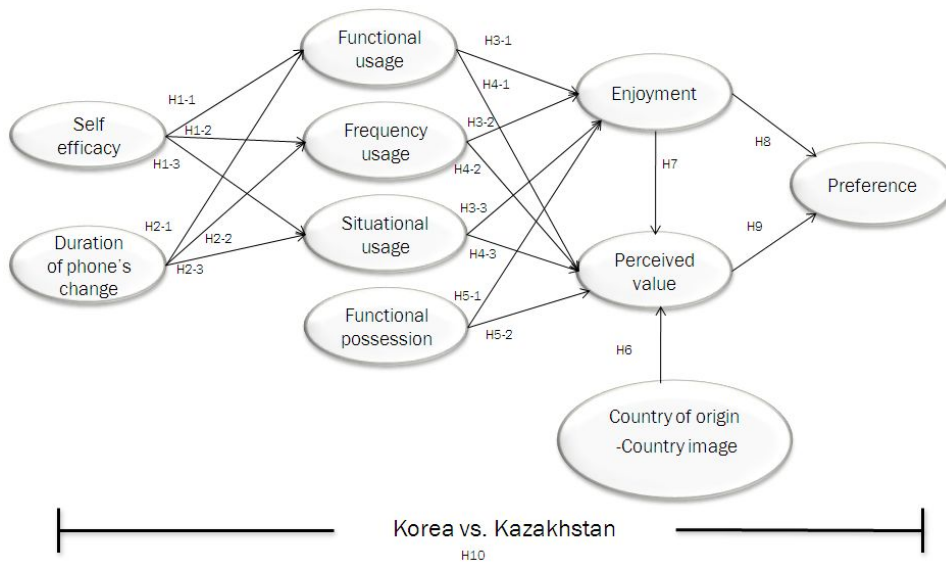 Functional
usage
H3-1
H4-1
Enjoyment
H1-1
Self
efficacy
H1-2
H1-3
Frequency
usage
H3-2
H4-2
H7
H8
Preference
H2-1
Duration
of phone's
change
H2-2
H2-3
Situational
usage
H3-3
H4-3
Perceived
value
H9
Functional
possession
H5-1
H5-2
H6
Country of origin
-Country image
Korea vs. Kazakhstan
H10